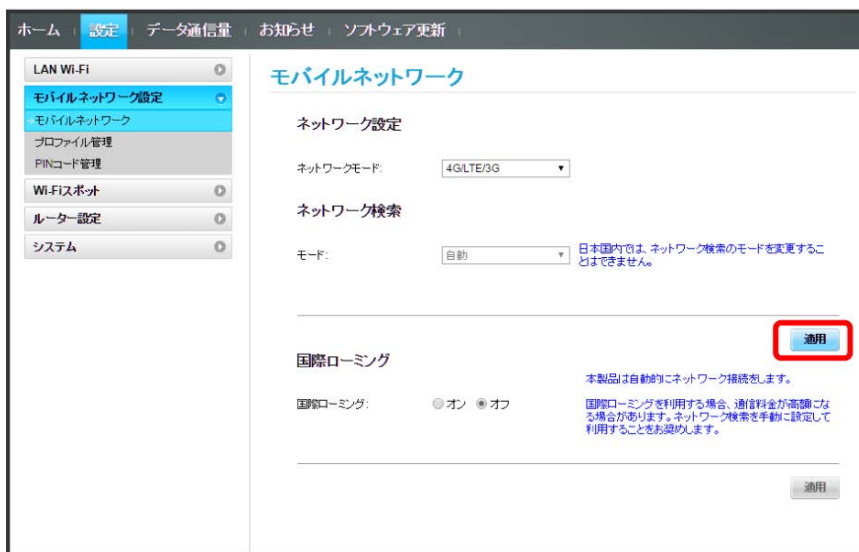 ホーム 設定 データ通信量 お知らせ ソフトウェア更新
LAN Wi-Fi
モバイルネットワーク設定
モバイルネットワーク
プロファイル管理
PINコード管理
Wi-Fiスポット
ルーター設定
システム
モバイルネットワーク
ネットワーク設定
ネットワークモード: 4G/LTE/3G
ネットワーク検索
モード: 自動
日本国内では、ネットワーク検索のモードを変更するこ
とはできません。
適用
国際ローミング
本製品は自動的にネットワーク接続をします。
国際ローミング: オン オフ
国際ローミングを利用する場合、通信料金が高額にな
る場合があります。ネットワーク検索を手動に設定して
利用することをお奨めします。
適用